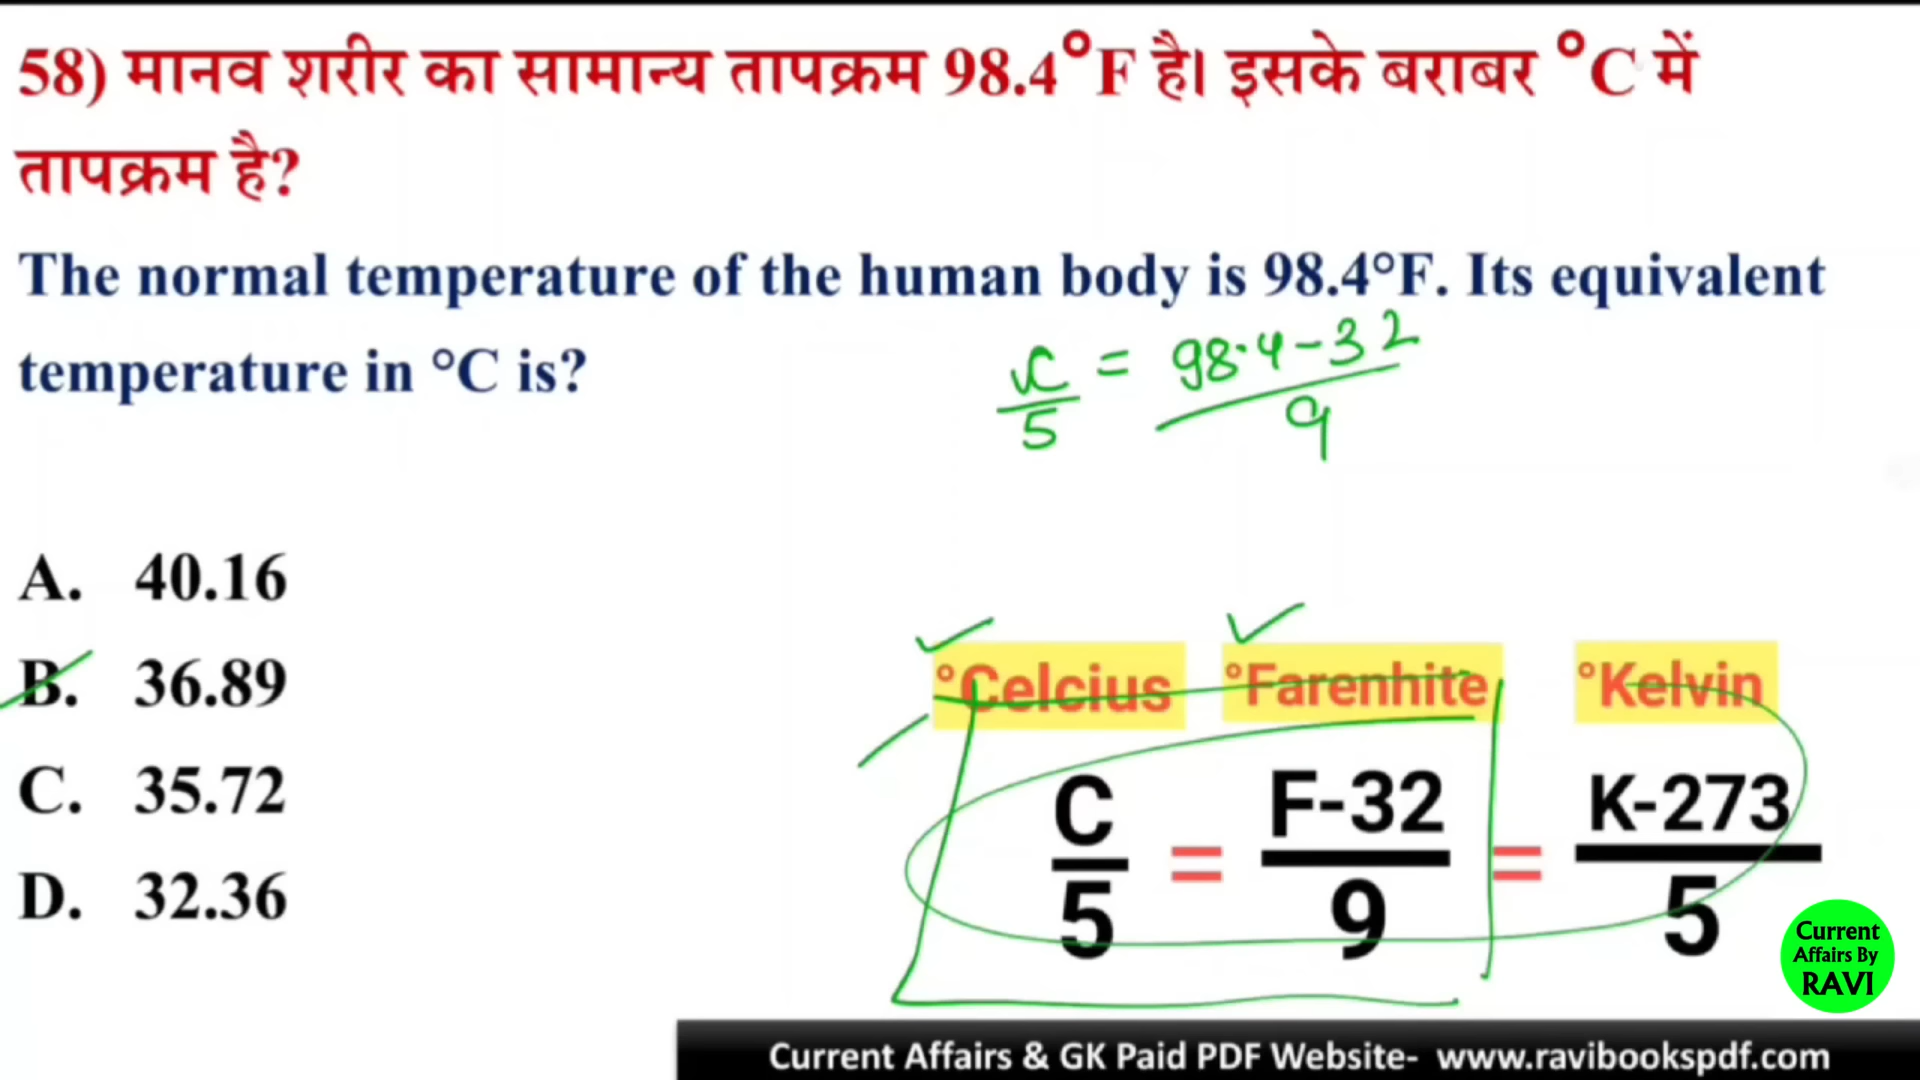 58) मानव शरीर का सामान्य तापक्रम 98.4°F है। इसके बराबर °C में
तापक्रम है?
The normal temperature of the human body is 98.4°F. Its equivalent
temperature in °C is?
C/5 = 98.4-32/9
A. 40.16
B. 36.89
C. 35.72
D. 32.36
°Celcius °Farenhite °Kelvin
C/5 = F-32/9 = K-273/5
Current
Affairs By
RAVI
Current Affairs & GK Paid PDF Website- www.ravibookspdf.com